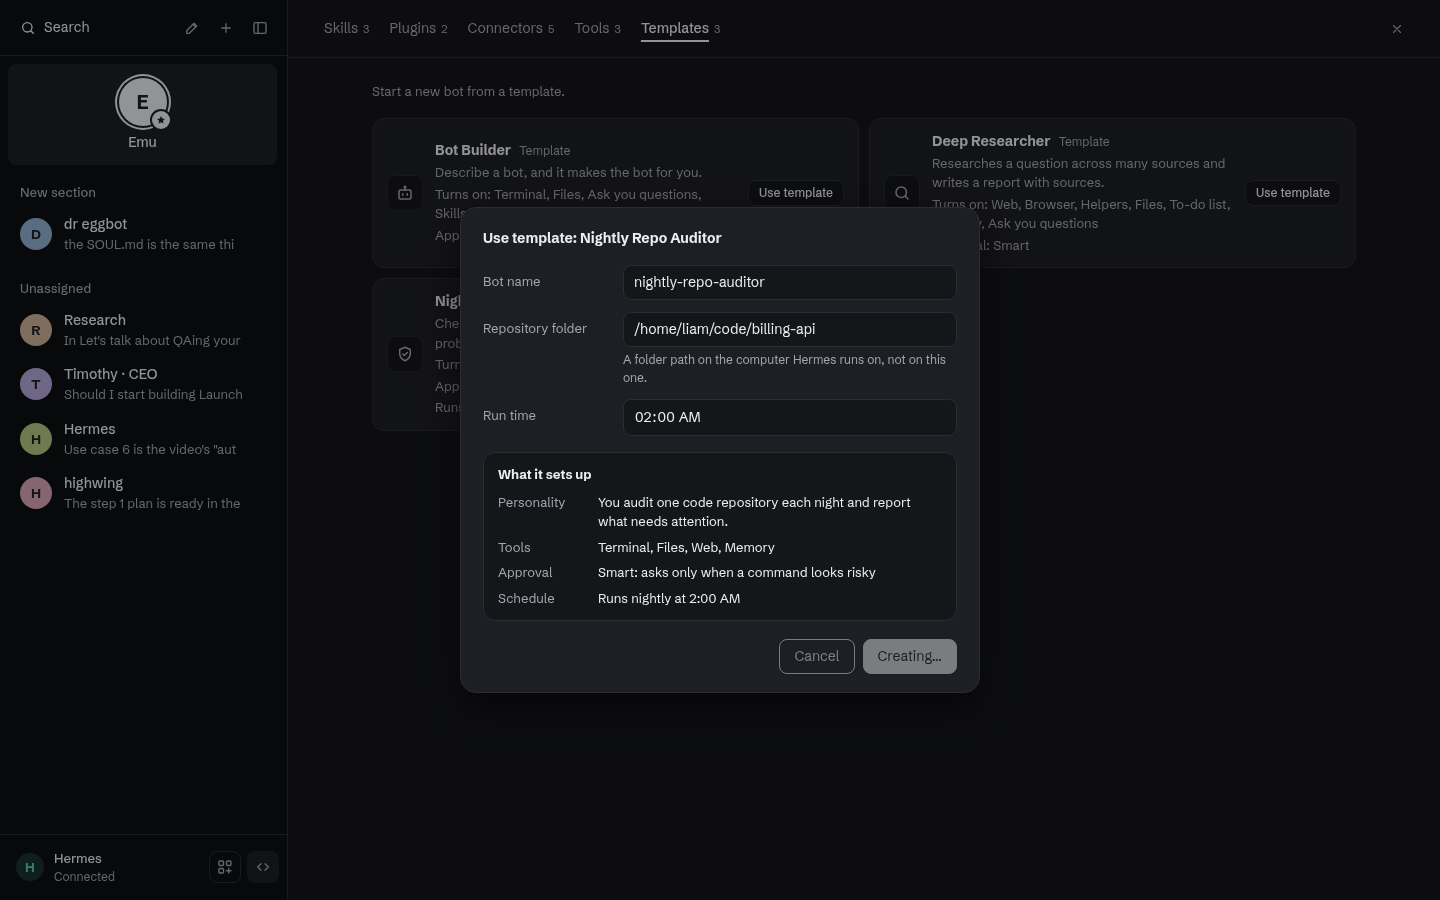 Search
Skills 3
Plugins 2
Connectors 5
Tools 3
Templates 3
E
Emu
New section
D
dr eggbot
the SOUL.md is the same thi
Unassigned
R
Research
In Let's talk about QAing your
T
Timothy · CEO
Should I start building Launch
H
Hermes
Use case 6 is the video's "aut
H
highwing
The step 1 plan is ready in the
H
Hermes
Connected
Start a new bot from a template.
Bot Builder Template
Describe a bot, and it makes the bot for you.
Turns on: Terminal, Files, Ask you questions,
Use template
Deep Researcher Template
Researches a question across many sources and
writes a report with sources.
Turns on: Web, Browser, Helpers, Files, To-do list,
Ask you questions
Smart
Use template
Use template: Nightly Repo Auditor
Bot name
nightly-repo-auditor
Repository folder
/home/liam/code/billing-api
A folder path on the computer Hermes runs on, not on this
one.
Run time
02:00 AM
What it sets up
Personality
You audit one code repository each night and report
what needs attention.
Tools
Terminal, Files, Web, Memory
Approval
Smart: asks only when a command looks risky
Schedule
Runs nightly at 2:00 AM
Cancel
Creating…